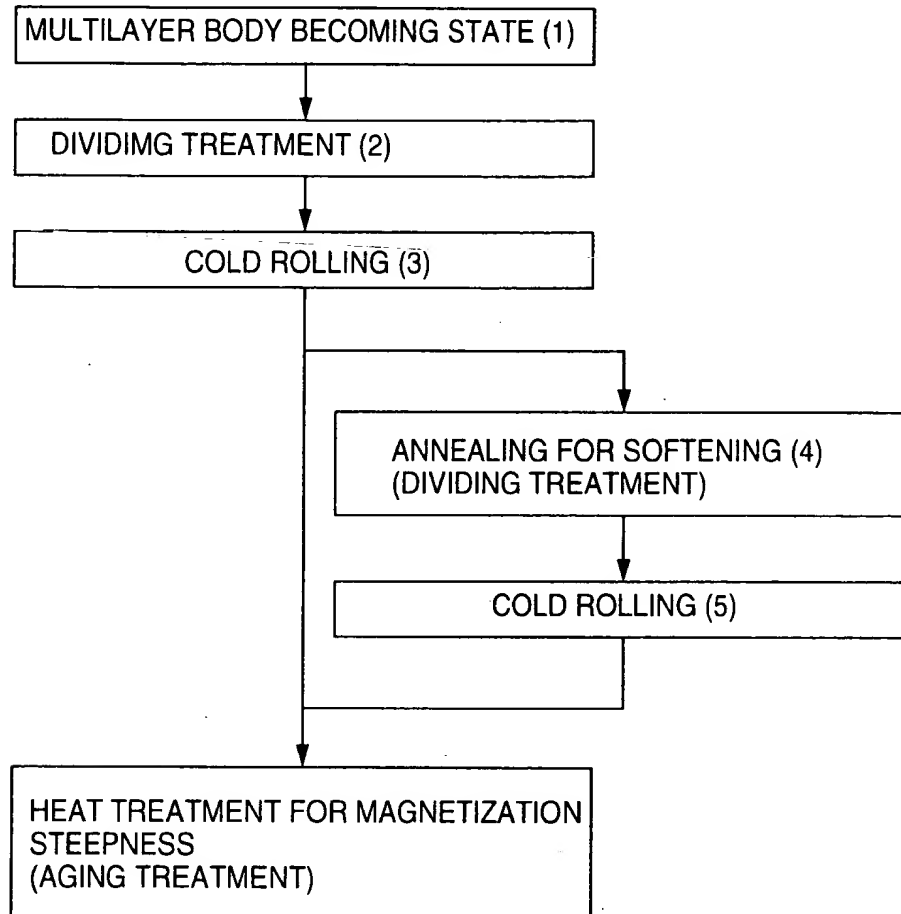 MULTILAYER BODY BECOMING STATE (1)
DIVIDIMG TREATMENT (2)
COLD ROLLING (3)
ANNEALING FOR SOFTENING (4)
(DIVIDING TREATMENT)
COLD ROLLING (5)
HEAT TREATMENT FOR MAGNETIZATION
STEEPNESS
(AGING TREATMENT)